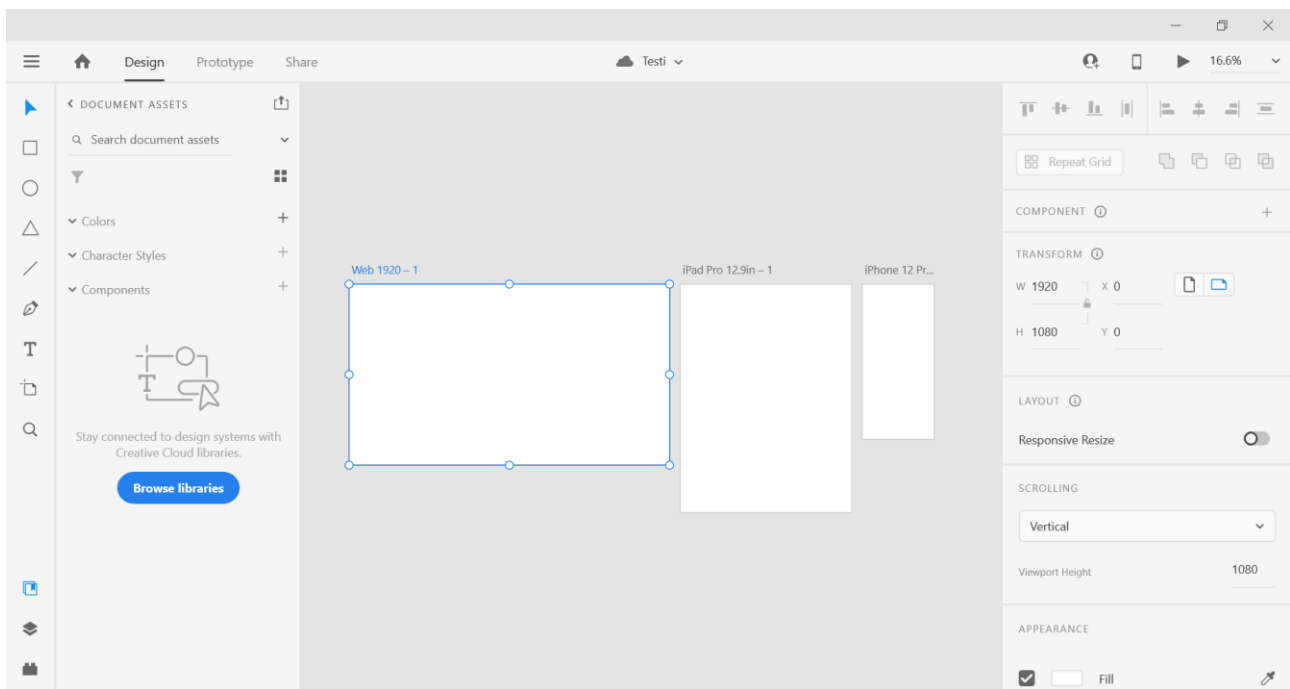 Design Prototype Share
Testi
16.6%
DOCUMENT ASSETS
Search document assets
Colors
Character Styles
Components
T
Stay connected to design systems with
Creative Cloud libraries.
Browse libraries
Web 1920 – 1
iPad Pro 12.9in – 1
iPhone 12 Pr...
Repeat Grid
COMPONENT
TRANSFORM
W 1920 X 0
H 1080 Y 0
LAYOUT
Responsive Resize
SCROLLING
Vertical
Viewport Height 1080
APPEARANCE
Fill